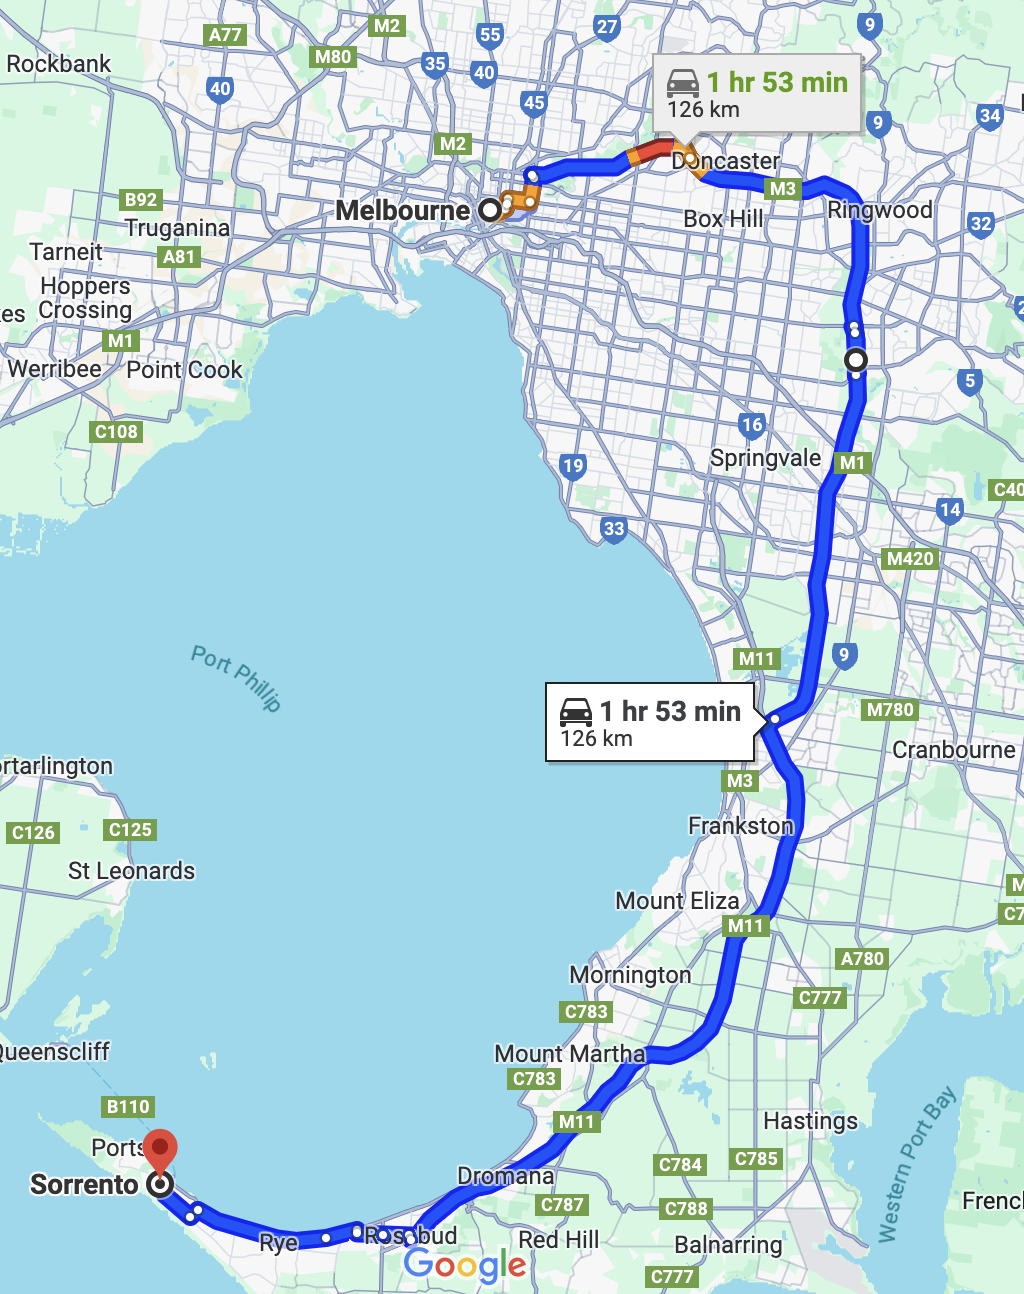 A77
M2
55
27
9
Rockbank
M80
35
40
40
1 hr 53 min
126 km
45
34
9
M2
Doncaster
M3
B92
Melbourne
Box Hill
Ringwood
Truganina
32
Tarneit
A81
Hoppers
Crossing
M1
Werribee
Point Cook
5
C108
16
Springvale
M1
19
14
33
M420
Port Phillip
M11
9
1 hr 53 min
126 km
M780
Cranbourne
M3
C126
C125
Frankston
St Leonards
Mount Eliza
M11
A780
Mornington
C777
C783
Queenscliff
Mount Martha
C783
B110
M11
Hastings
Western Port Bay
Ports
C785
C784
Sorrento
Dromana
C787
C788
Rye
Rosebud
Red Hill
Balnarring
Google
C777